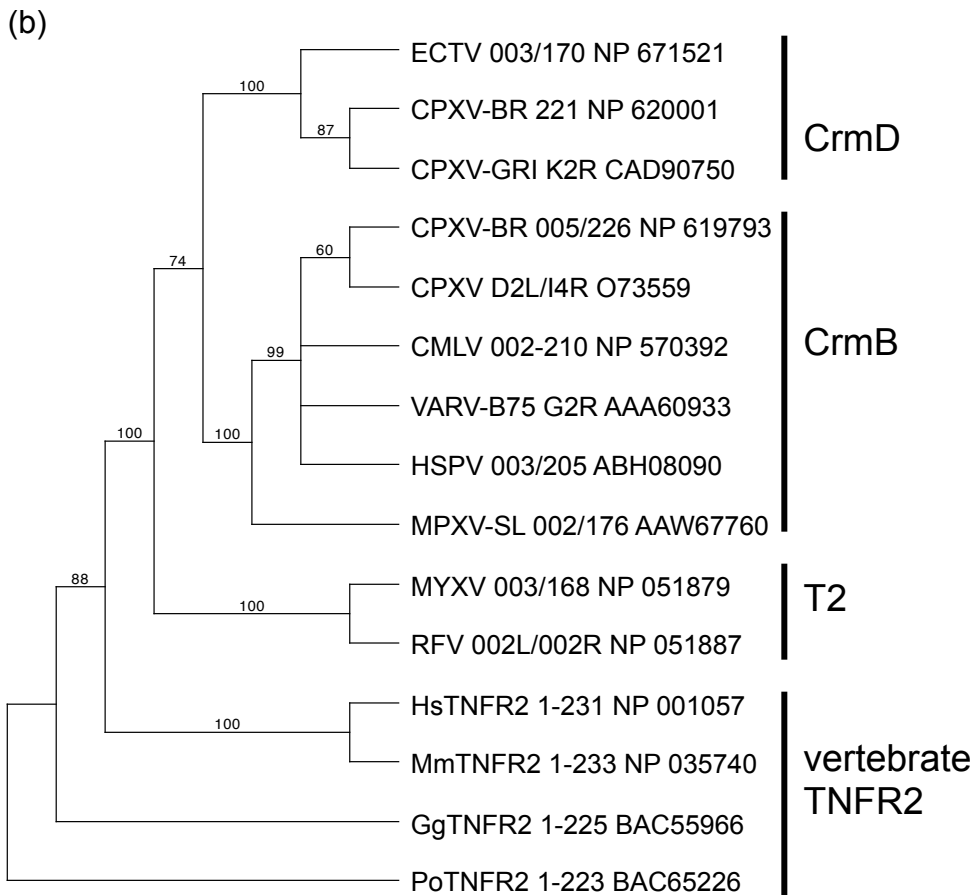 (b)
ECTV 003/170 NP 671521
100
CPXV-BR 221 NP 620001
87
CrmD
CPXV-GRI K2R CAD90750
CPXV-BR 005/226 NP 619793
60
74
CPXV D2L/I4R O73559
CMLV 002-210 NP 570392
99
CrmB
VARV-B75 G2R AAA60933
100
100
HSPV 003/205 ABH08090
MPXV-SL 002/176 AAW67760
88
MYXV 003/168 NP 051879
100
T2
RFV 002L/002R NP 051887
HsTNFR2 1-231 NP 001057
100
MmTNFR2 1-233 NP 035740
vertebrate
TNFR2
GgTNFR2 1-225 BAC55966
PoTNFR2 1-223 BAC65226